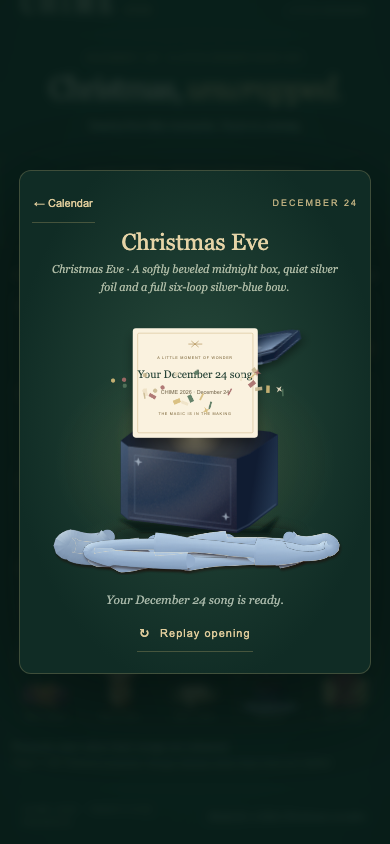 ← Calendar
DECEMBER 24
Christmas Eve
Christmas Eve · A softly beveled midnight box, quiet silver
foil and a full six-loop silver-blue bow.
A LITTLE MOMENT OF WONDER
Your December 24 song
CHIME 2026 · December 24
THE MAGIC IS IN THE MAKING
Your December 24 song is ready.
↻ Replay opening